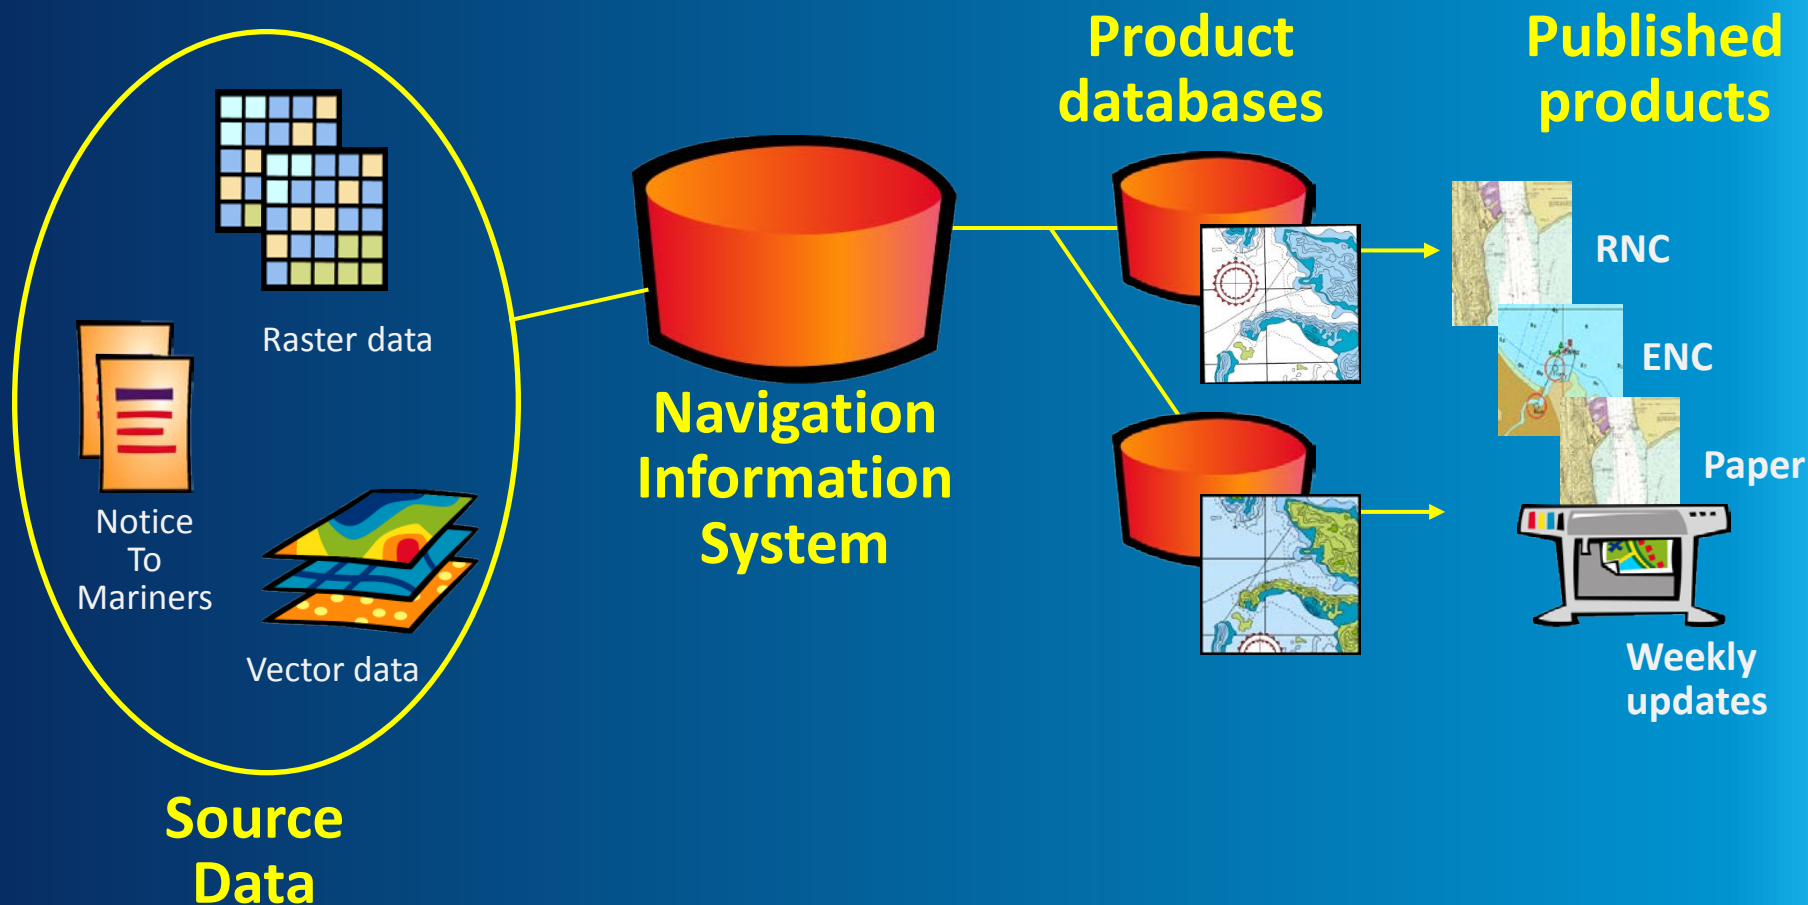 Product
databases
Published
products
Raster data
Notice
To
Mariners
Vector data
Source
Data
Navigation
Information
System
RNC
ENC
Paper
Weekly
updates